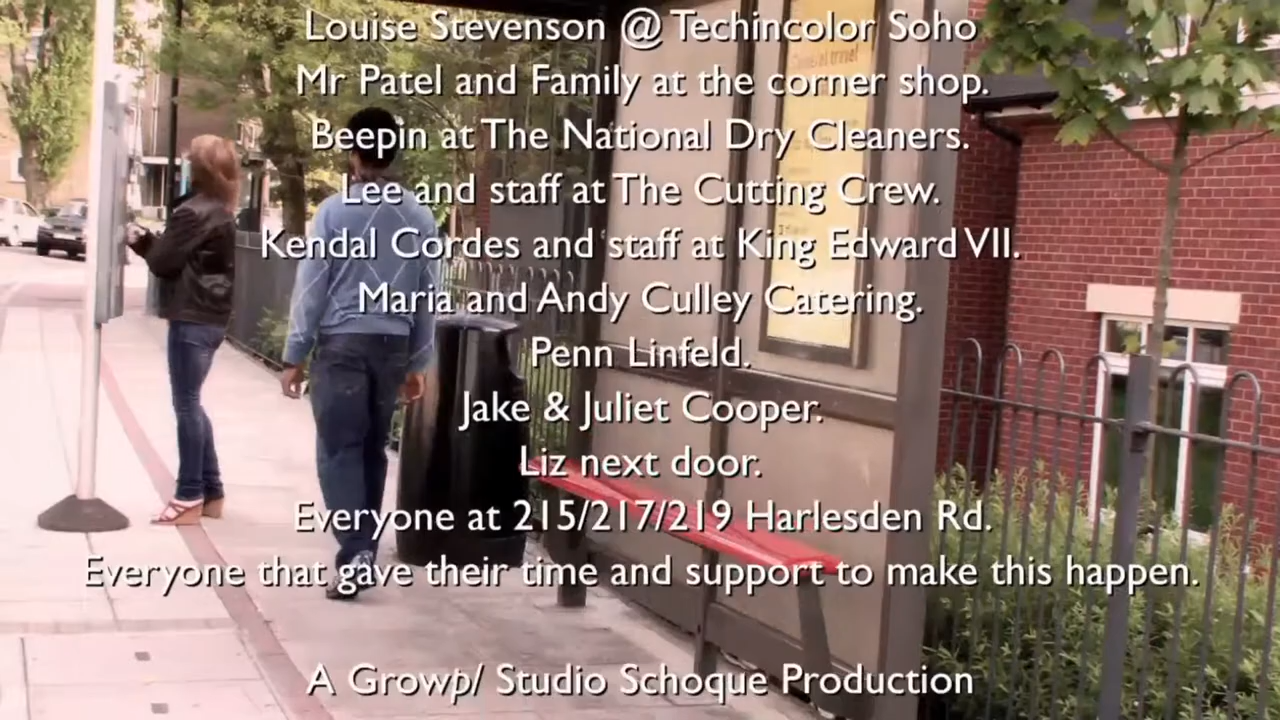 Louise Stevenson @ Techincolor Soho
Mr Patel and Family at the corner shop.
Beepin at The National Dry Cleaners.
Lee and staff at The Cutting Crew.
Kendal Cordes and staff at King Edward VII.
Maria and Andy Culley Catering.
Penn Linfeld.
Jake & Juliet Cooper.
Liz next door.
Everyone at 215/217/219 Harlesden Rd.
Everyone that gave their time and support to make this happen.
A Growp/ Studio Schoque Production